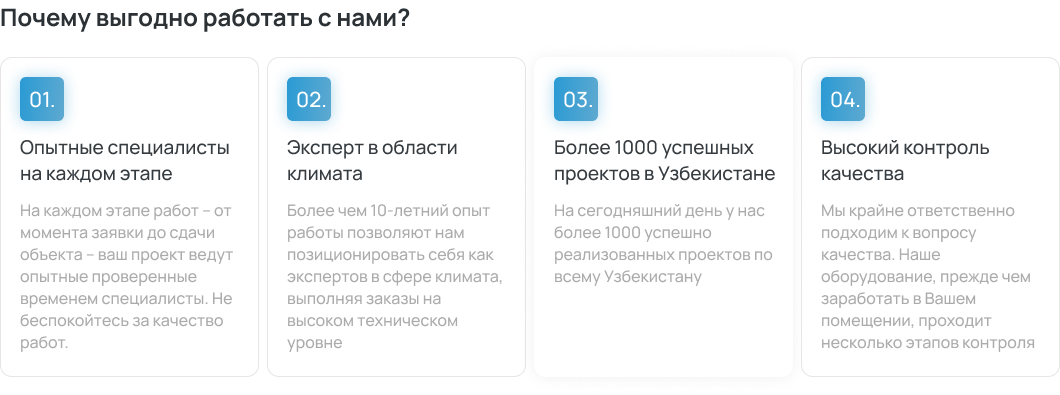 Почему выгодно работать с нами?
01.
Опытные специалисты
на каждом этапе
На каждом этапе работ – от
момента заявки до сдачи
объекта – ваш проект ведут
опытные проверенные
временем специалисты. Не
беспокойтесь за качество
работ.
02.
Эксперт в области
климата
Более чем 10-летний опыт
работы позволяют нам
позиционировать себя как
экспертов в сфере климата,
выполняя заказы на
высоком техническом
уровне
03.
Более 1000 успешных
проектов в Узбекистане
На сегодняшний день у нас
более 1000 успешно
реализованных проектов по
всему Узбекистану
04.
Высокий контроль
качества
Мы крайне ответственно
подходим к вопросу
качества. Наше
оборудование, прежде чем
заработать в Вашем
помещении, проходит
несколько этапов контроля